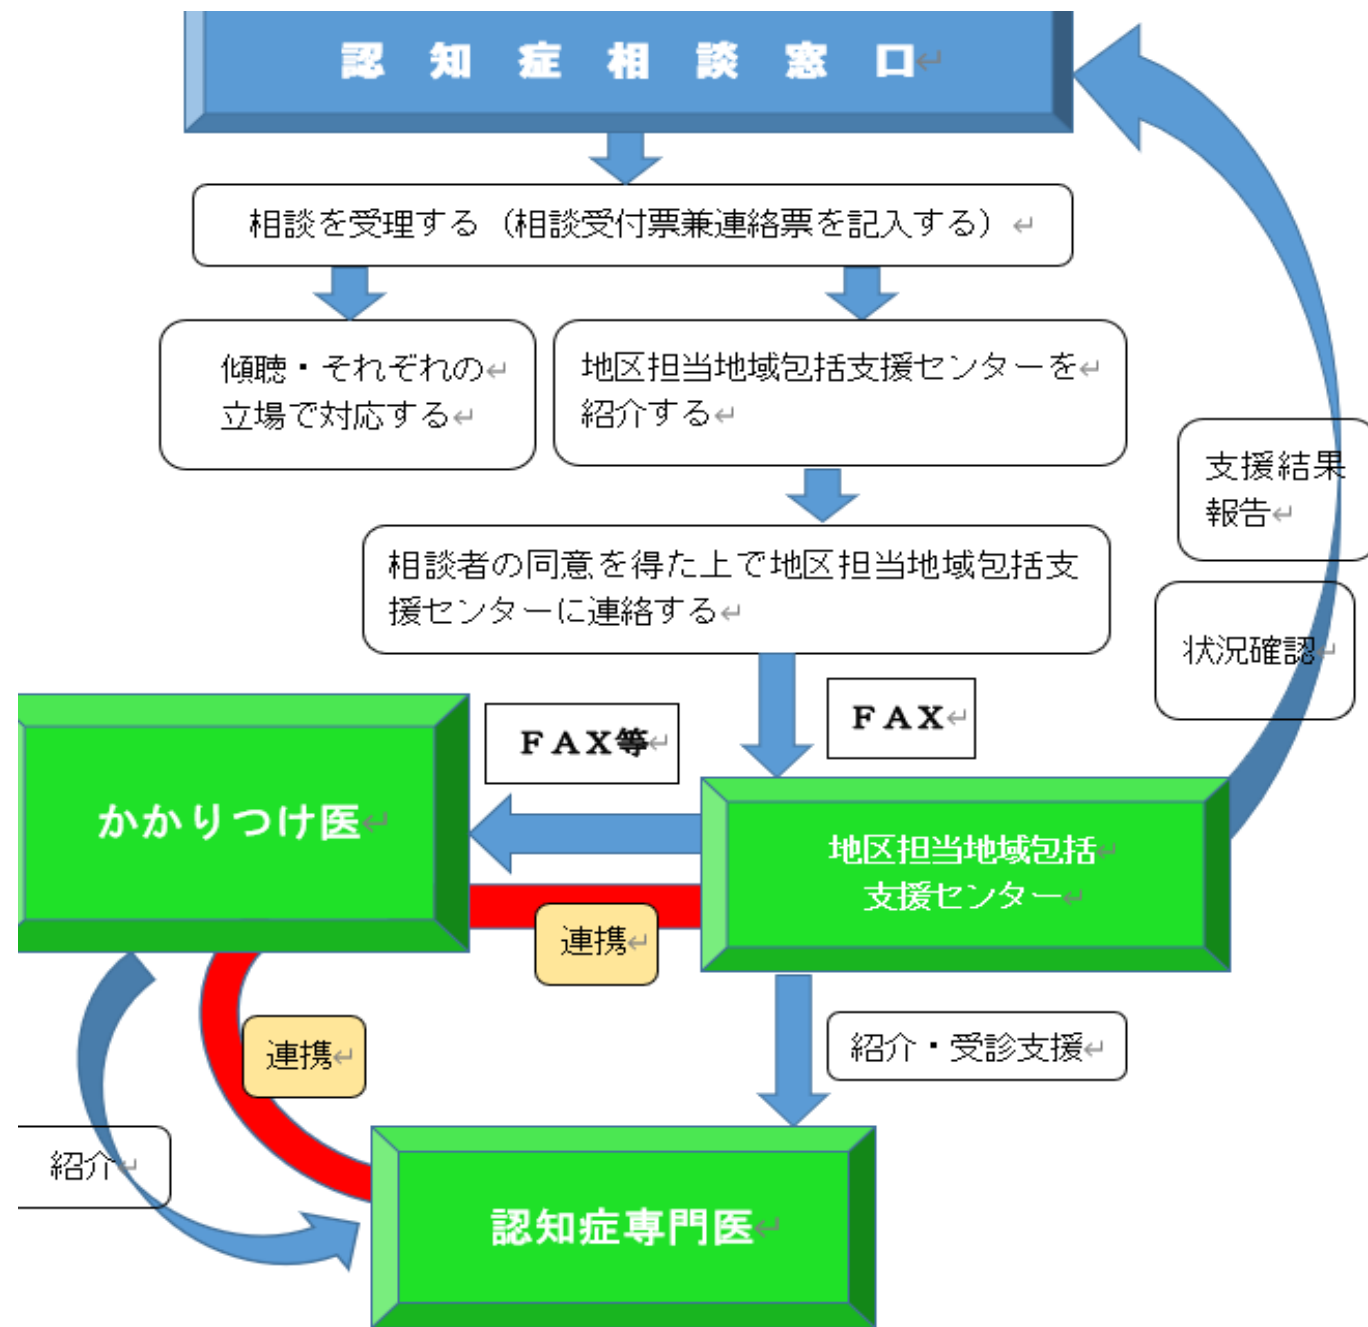 認知症相談窓口
相談を受理する（相談受付票兼連絡票を記入する）
傾聴・それぞれの
立場で対応する
地区担当地域包括支援センターを
紹介する
支援結果
報告
相談者の同意を得た上で地区担当地域包括支
援センターに連絡する
状況確認
ＦＡＸ
ＦＡＸ等
かかりつけ医
地区担当地域包括
支援センター
連携
連携
紹介・受診支援
紹介
認知症専門医